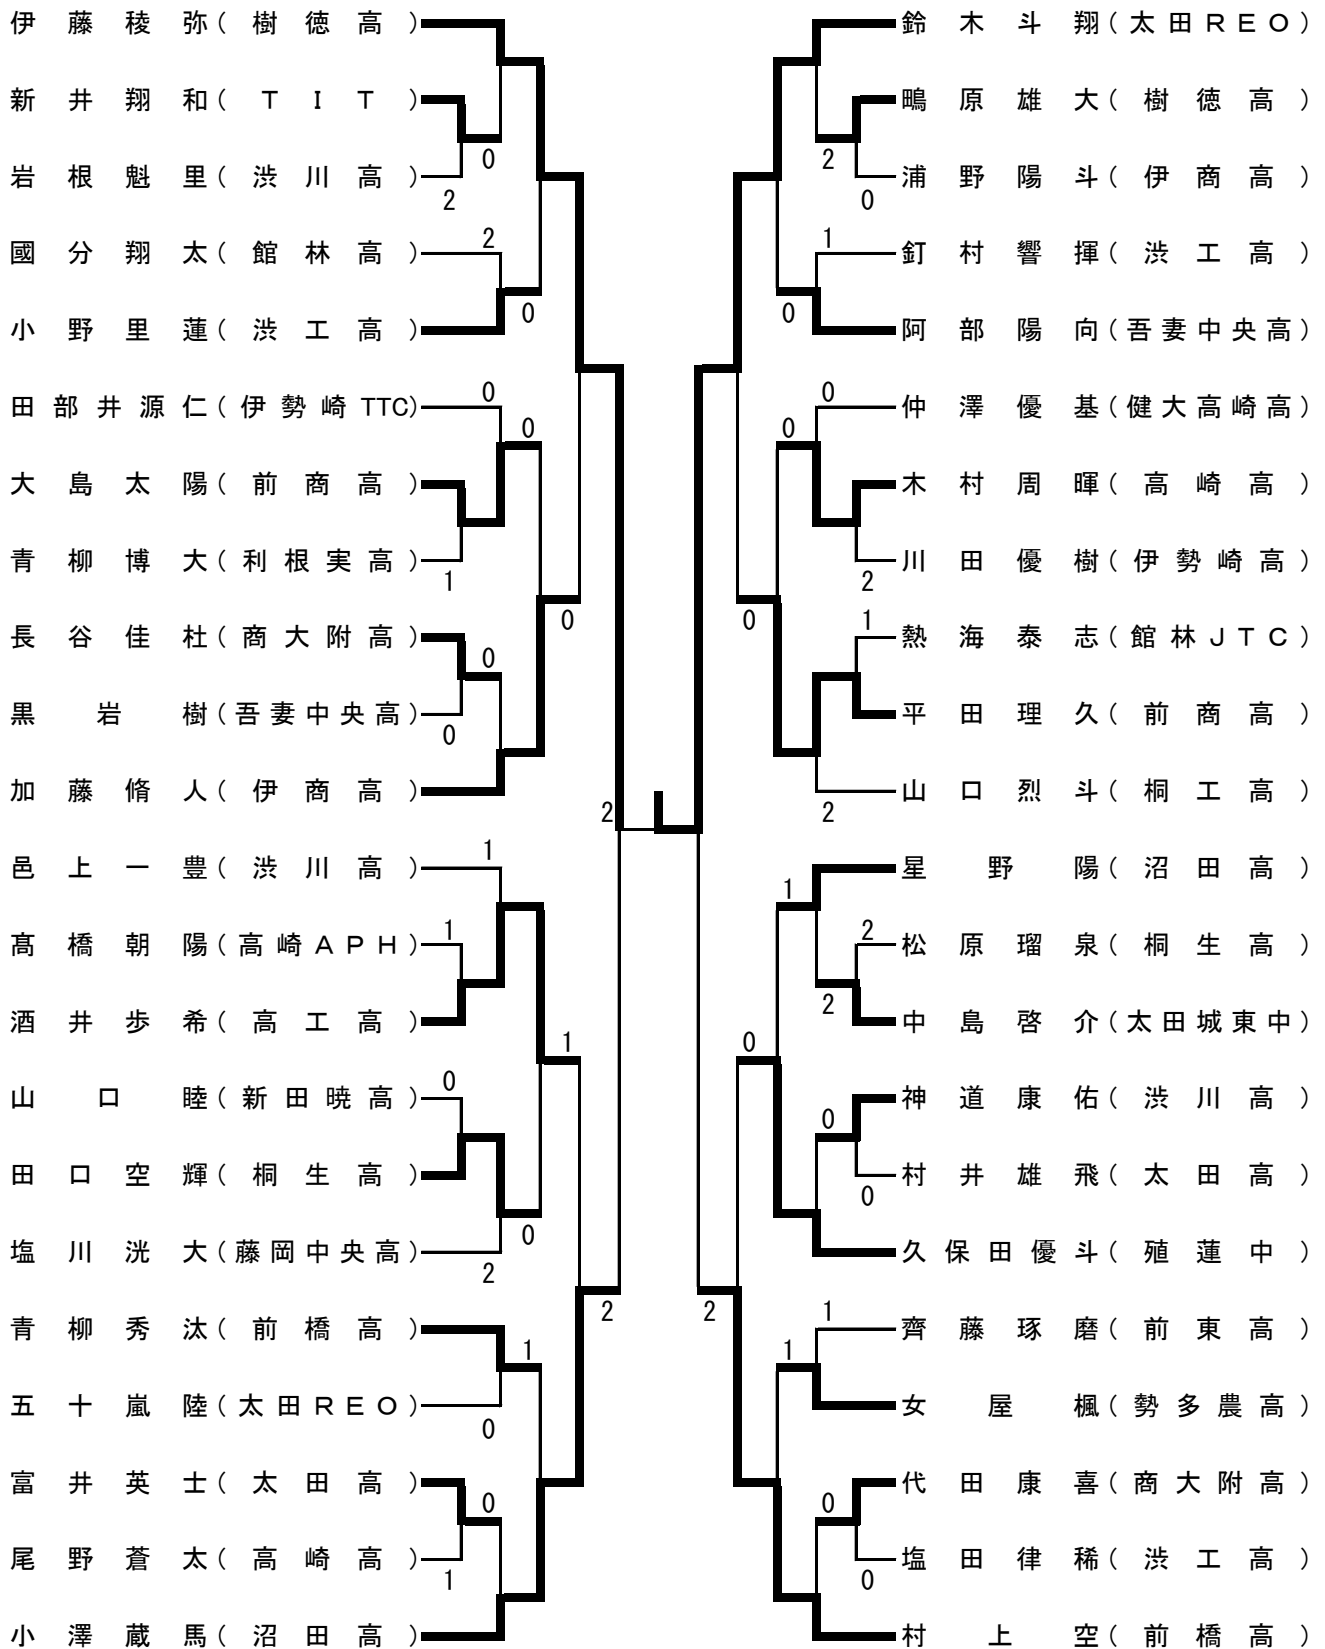 伊藤稜弥(樹徳高)
新井翔和(TIT)
0
岩根魁里(渋川高)
2
2
國分翔太(館林高)
0
小野里蓮(渋工高)
0
田部井源仁(伊勢崎TTC)
0
大島太陽(前商高)
青柳博大(利根実高)
1
0
長谷佳杜(商大附高)
0
黒岩樹(吾妻中央高)
0
加藤脩人(伊商高)
2
1
邑上一豊(渋川高)
1
髙橋朝陽(高崎APH)
酒井歩希(高工高)
1
0
山口睦(新田暁高)
田口空輝(桐生高)
0
塩川洸大(藤岡中央高)
2
2
青柳秀汰(前橋高)
1
五十嵐陸(太田REO)
0
富井英士(太田高)
0
尾野蒼太(高崎高)
1
小澤蔵馬(沼田高)
鈴木斗翔(太田REO)
鴫原雄大(樹徳高)
2
浦野陽斗(伊商高)
0
1
釘村響揮(渋工高)
0
阿部陽向(吾妻中央高)
0
仲澤優基(健大高崎高)
0
木村周暉(高崎高)
川田優樹(伊勢崎高)
2
0
1
熱海泰志(館林JTC)
平田理久(前商高)
山口烈斗(桐工高)
2
星野陽(沼田高)
1
2
松原瑠泉(桐生高)
2
中島啓介(太田城東中)
0
神道康佑(渋川高)
0
村井雄飛(太田高)
0
久保田優斗(殖蓮中)
2
1
齊藤琢磨(前東高)
1
女屋楓(勢多農高)
代田康喜(商大附高)
0
塩田律稀(渋工高)
0
村上空(前橋高)